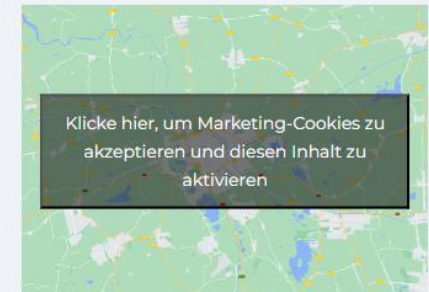 Klicke hier, um Marketing-Cookies zu
akzeptieren und diesen Inhalt zu
aktivieren